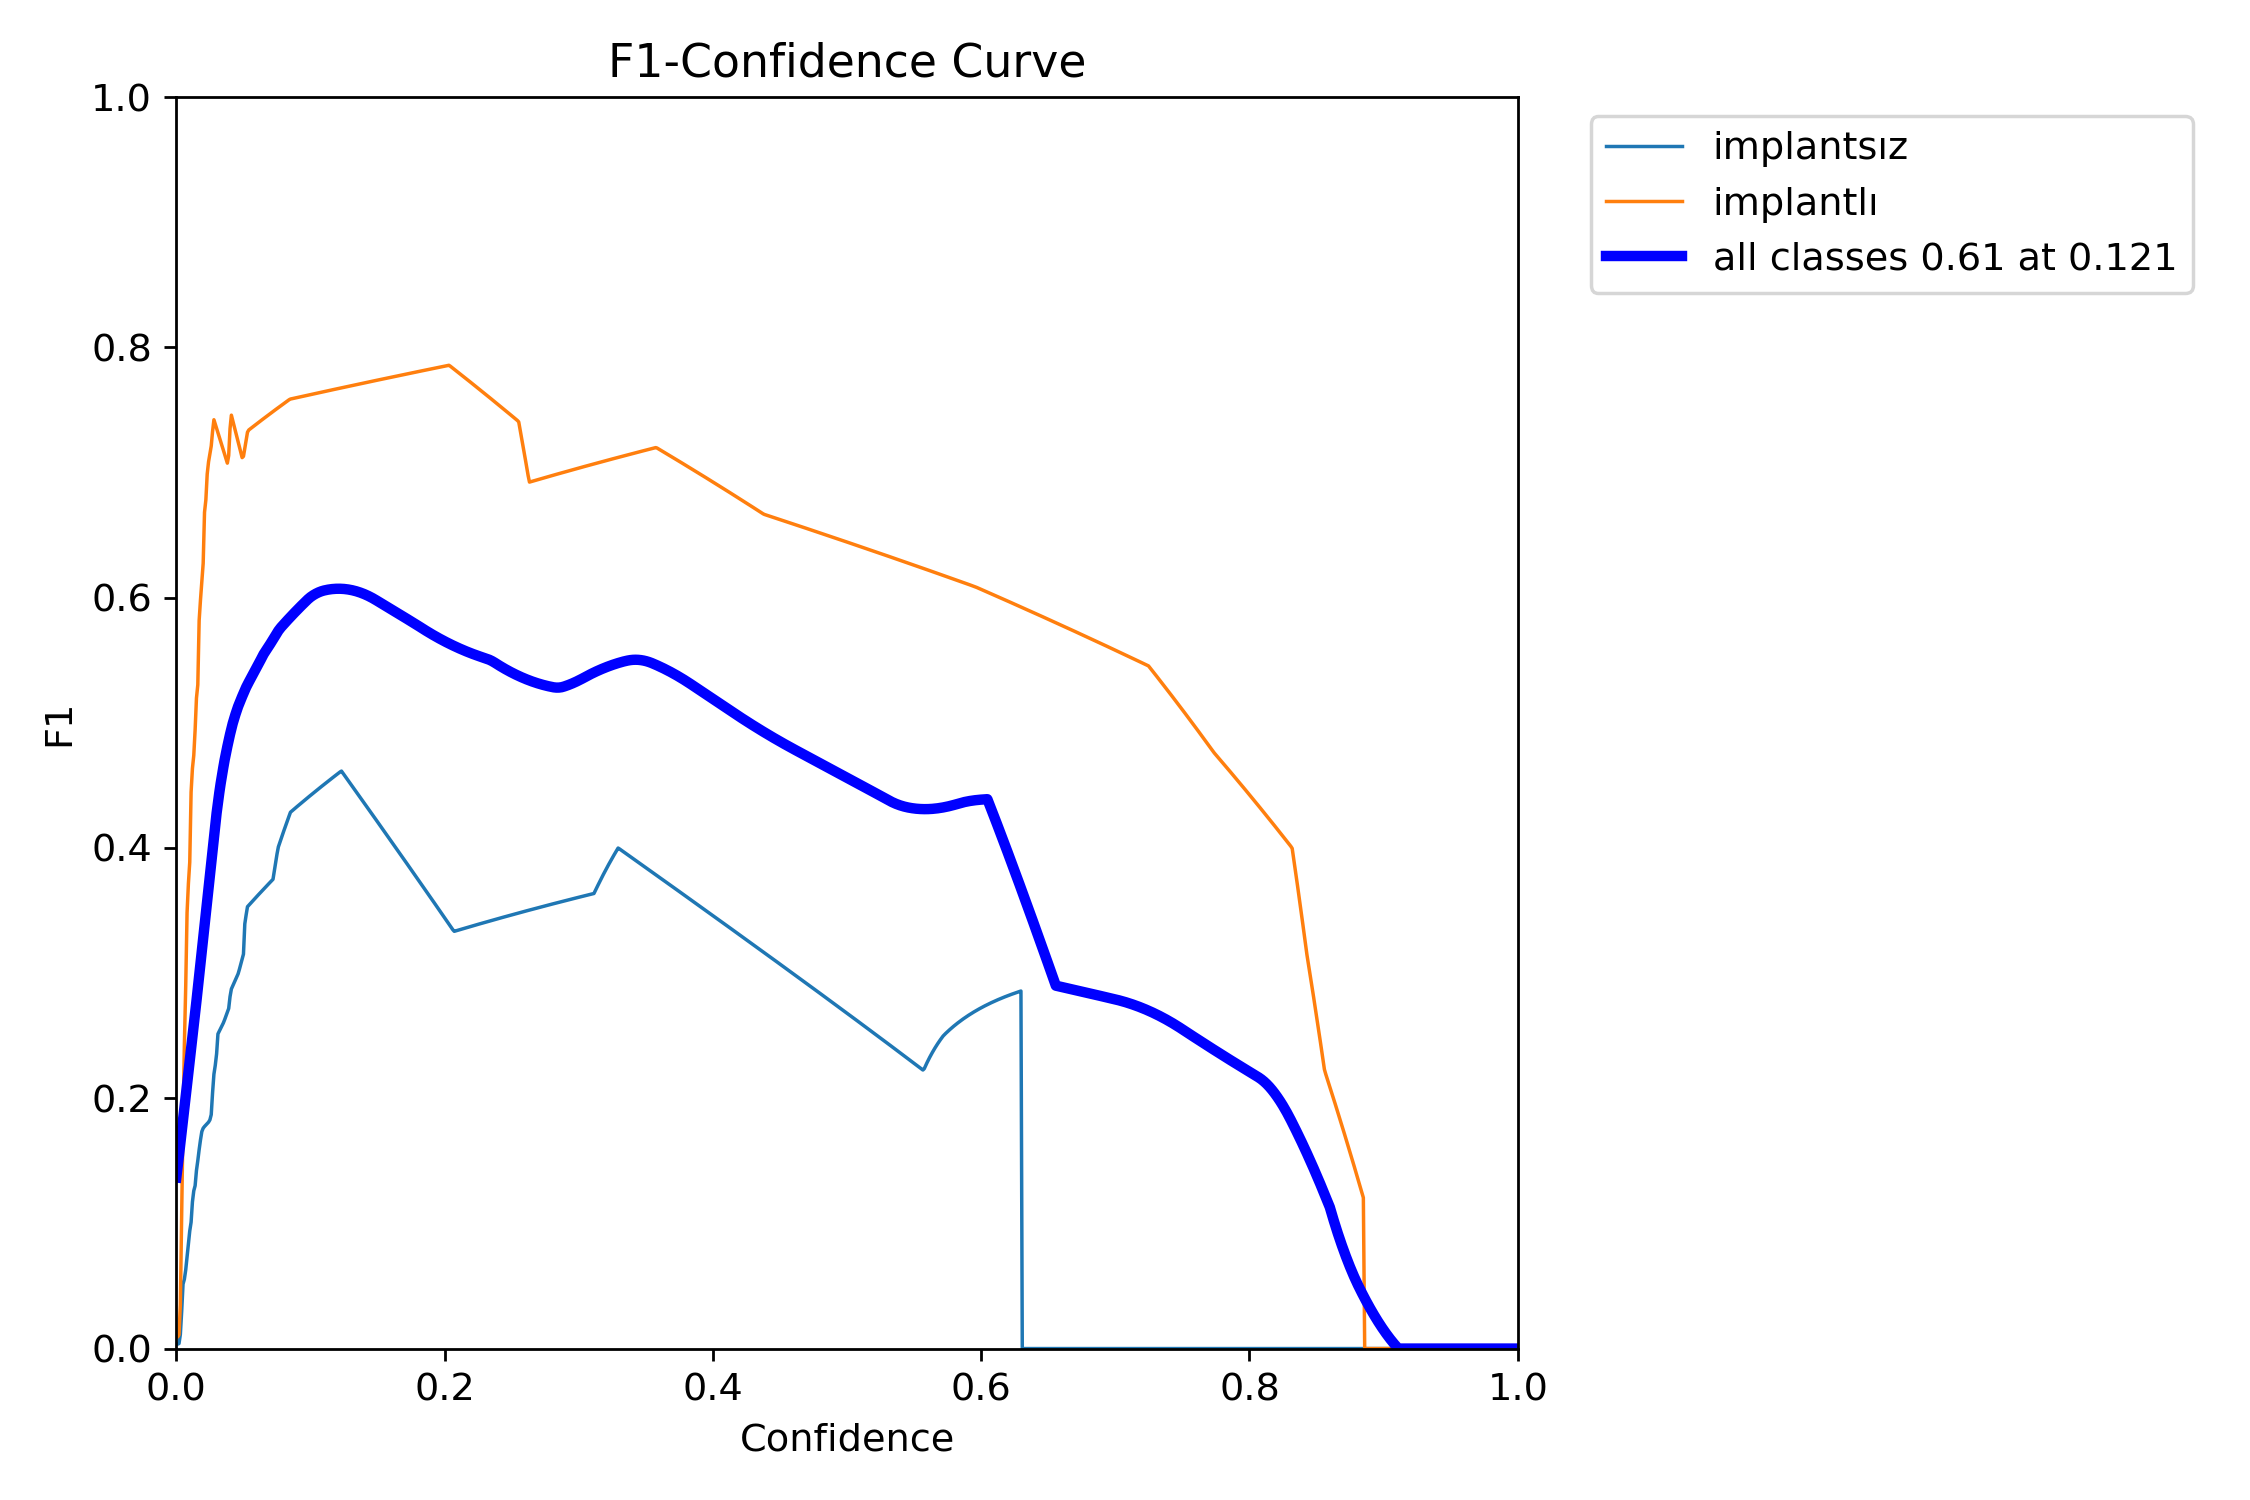 F1-Confidence Curve
implantsız
implantlı
all classes 0.61 at 0.121
1.0
0.8
0.6
0.4
0.2
0.0
F1
0.0 0.2 0.4 0.6 0.8 1.0
Confidence